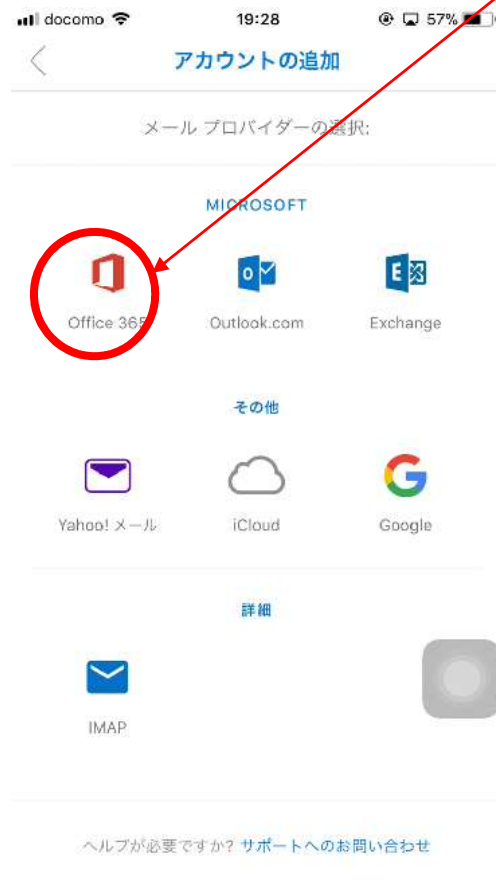 docomo 19:28 57%
アカウントの追加
メール プロバイダーの選択:
MICROSOFT
Office 365 Outlook.com Exchange
その他
Yahoo! メール iCloud Google
詳細
IMAP
ヘルプが必要ですか? サポートへのお問い合わせ